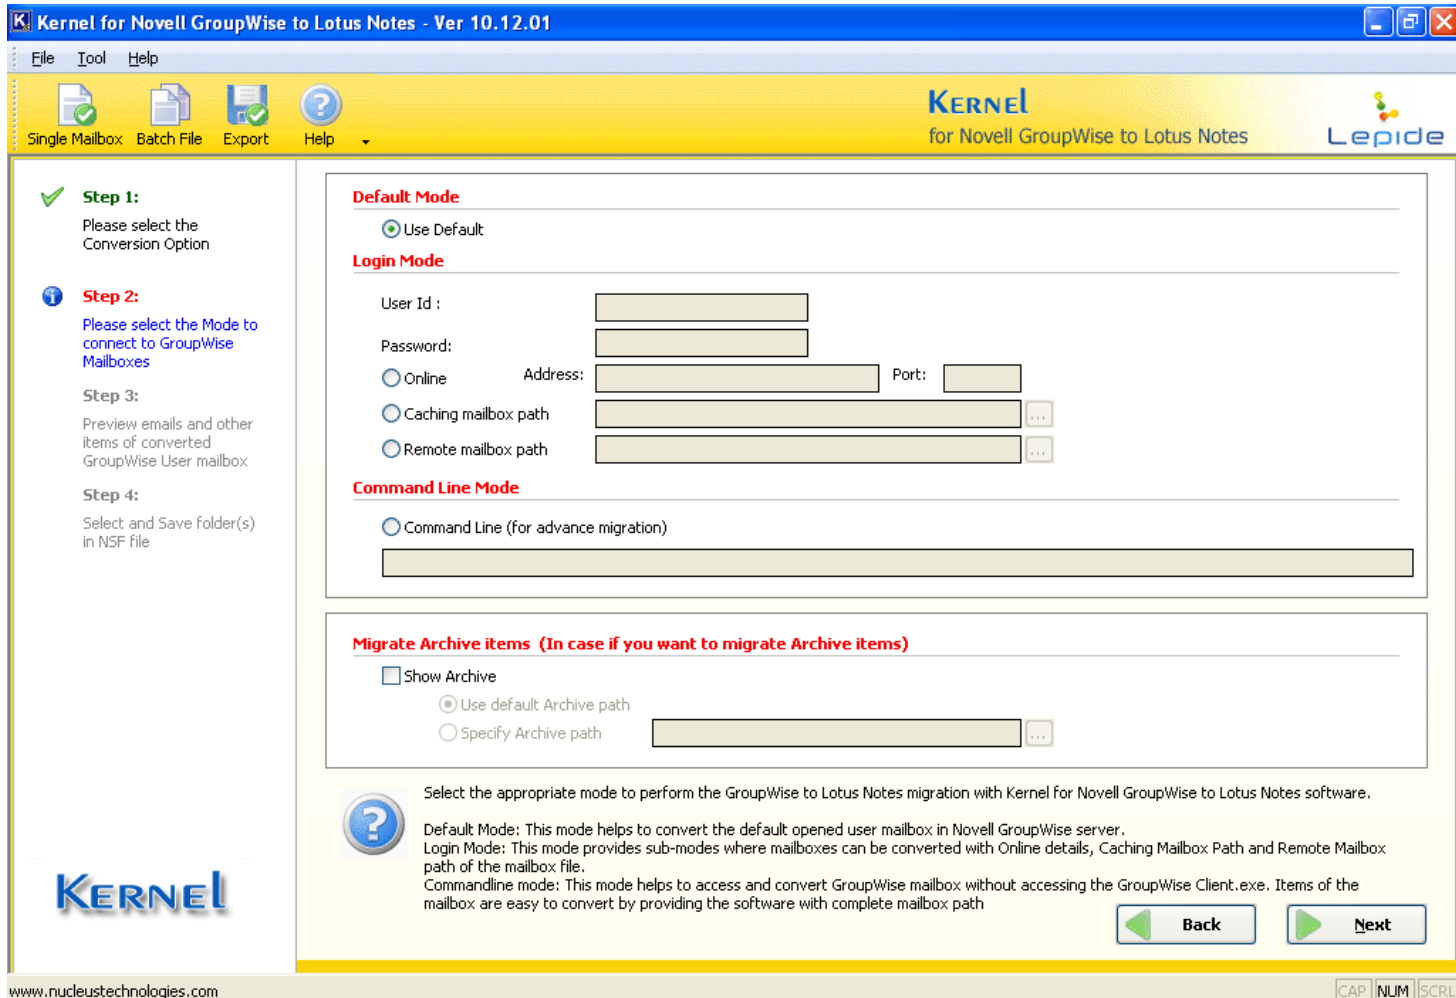 Kernel for Novell GroupWise to Lotus Notes - Ver 10.12.01
File Tool Help
Single Mailbox Batch File Export Help
KERNEL
for Novell GroupWise to Lotus Notes
Lepide
Step 1:
Please select the
Conversion Option
Step 2:
Please select the Mode to
connect to GroupWise
Mailboxes
Step 3:
Preview emails and other
items of converted
GroupWise User mailbox
Step 4:
Select and Save folder(s)
in NSF file
KERNEL
Default Mode
Use Default
Login Mode
User Id :
Password:
Online Address: Port:
Caching mailbox path ...
Remote mailbox path ...
Command Line Mode
Command Line (for advance migration)
Migrate Archive items (In case if you want to migrate Archive items)
Show Archive
Use default Archive path
Specify Archive path ...
Select the appropriate mode to perform the GroupWise to Lotus Notes migration with Kernel for Novell GroupWise to Lotus Notes software.
Default Mode: This mode helps to convert the default opened user mailbox in Novell GroupWise server.
Login Mode: This mode provides sub-modes where mailboxes can be converted with Online details, Caching Mailbox Path and Remote Mailbox
path of the mailbox file.
Commandline mode: This mode helps to access and convert GroupWise mailbox without accessing the GroupWise Client.exe. Items of the
mailbox are easy to convert by providing the software with complete mailbox path
Back Next
www.nucleustechnologies.com CAP NUM SCRL